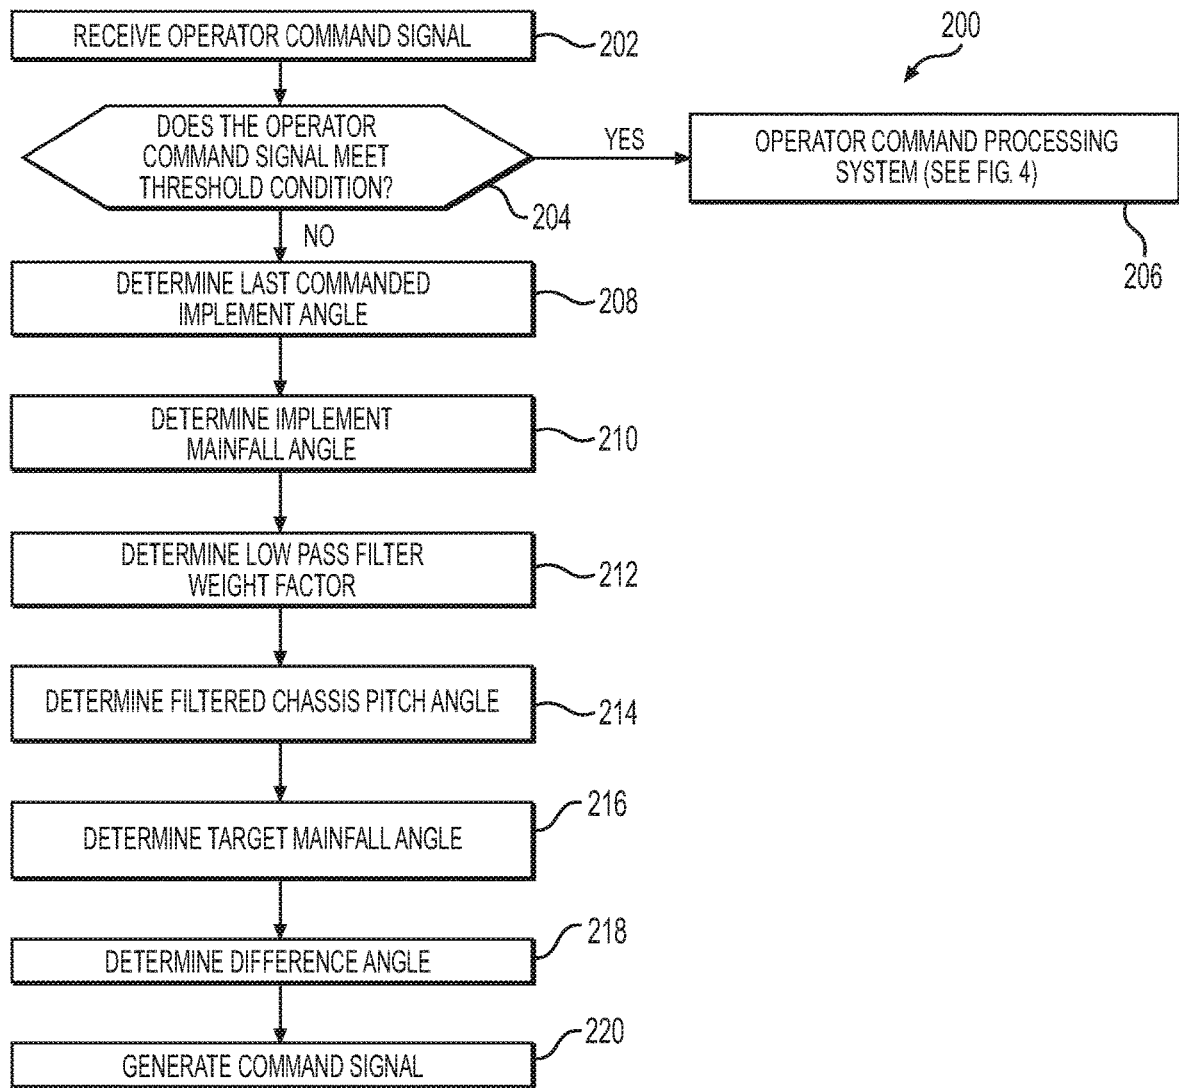 RECEIVE OPERATOR COMMAND SIGNAL
202
200
DOES THE OPERATOR
COMMAND SIGNAL MEET
THRESHOLD CONDITION?
204
YES
OPERATOR COMMAND PROCESSING
SYSTEM (SEE FIG. 4)
206
NO
DETERMINE LAST COMMANDED
IMPLEMENT ANGLE
208
DETERMINE IMPLEMENT
MAINFALL ANGLE
210
DETERMINE LOW PASS FILTER
WEIGHT FACTOR
212
DETERMINE FILTERED CHASSIS PITCH ANGLE
214
DETERMINE TARGET MAINFALL ANGLE
216
DETERMINE DIFFERENCE ANGLE
218
GENERATE COMMAND SIGNAL
220